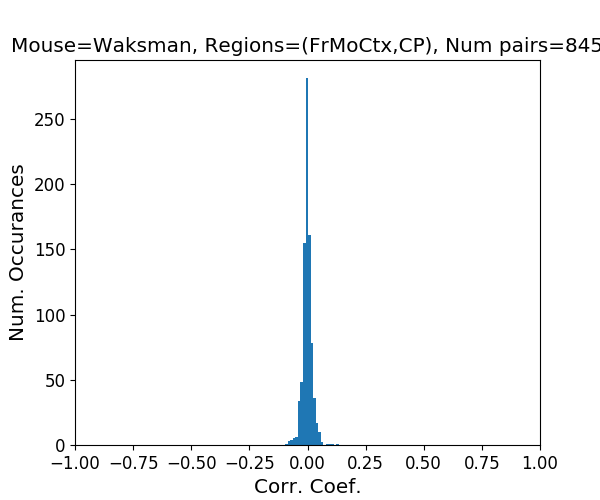 Mouse=Waksman, Regions=(FrMoCtx,CP), Num pairs=845
250
200
150
100
50
0
Num. Occurances
−1.00 −0.75 −0.50 −0.25 0.00 0.25 0.50 0.75 1.00
Corr. Coef.